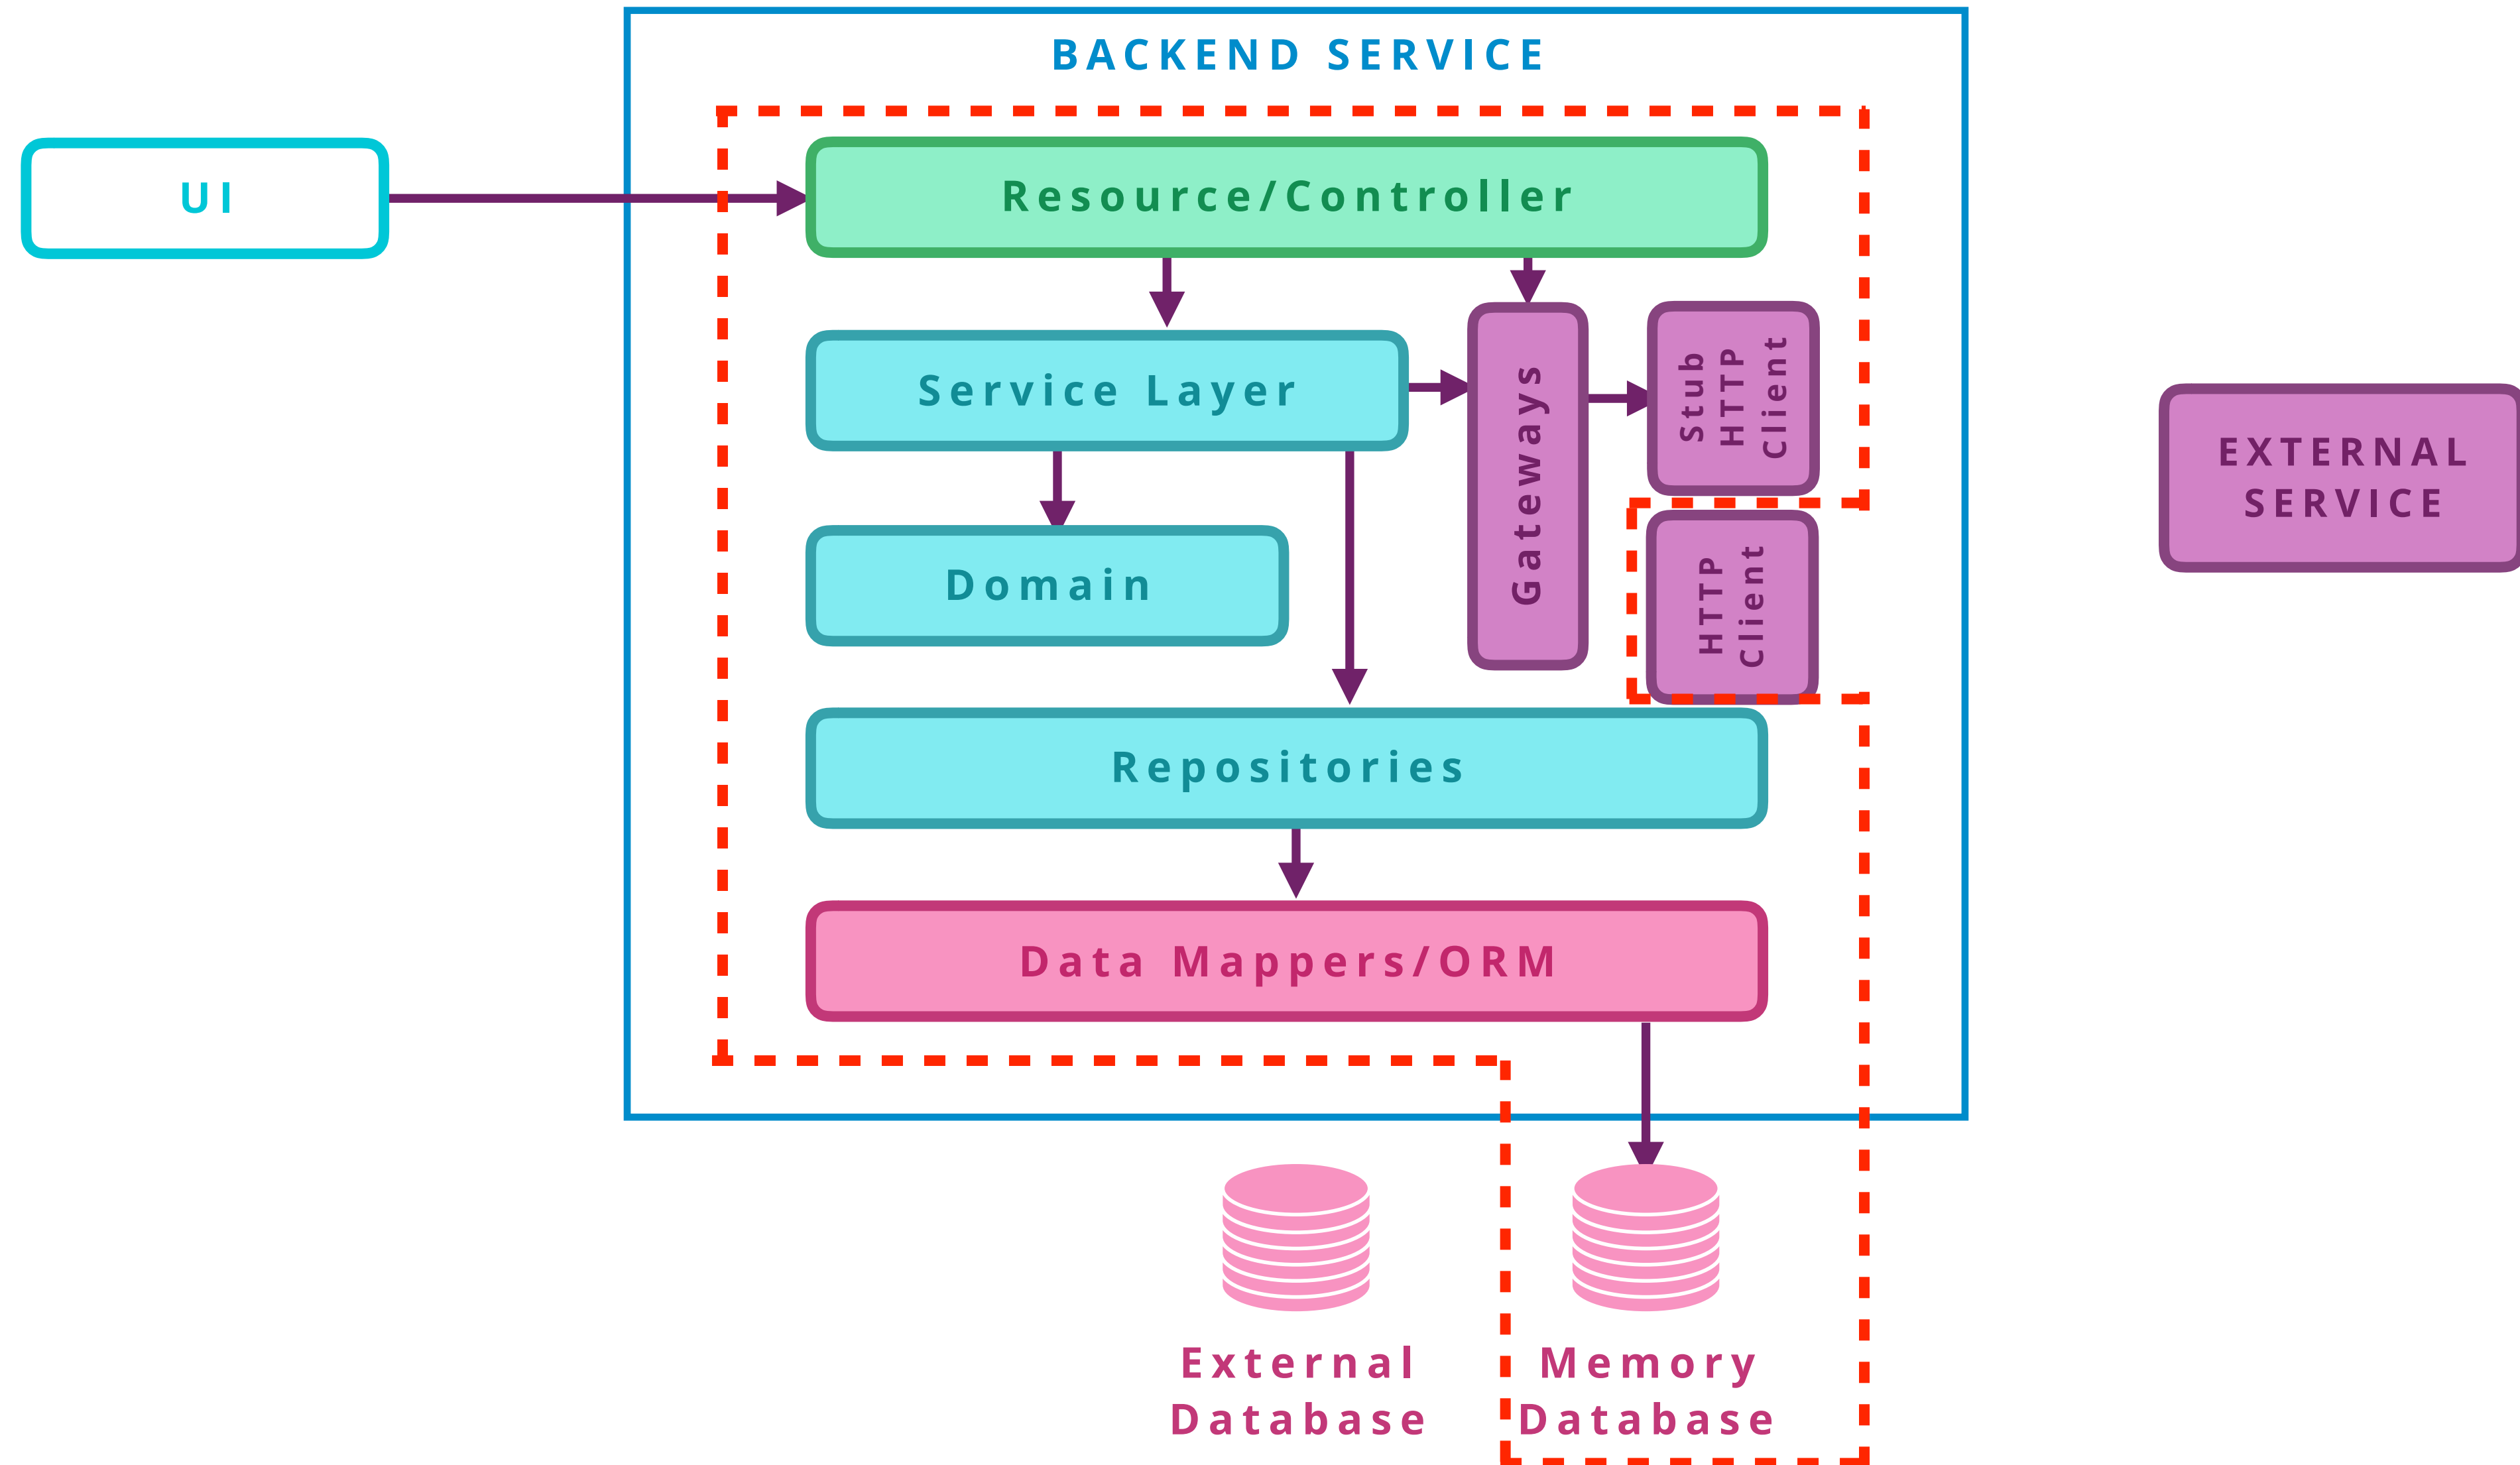 BACKEND SERVICE
UI
Resource/Controller
Service Layer
Gateways
Stub
HTTP
Client
EXTERNAL
SERVICE
Domain
HTTP
Client
Repositories
Data Mappers/ORM
External
Database
Memory
Database